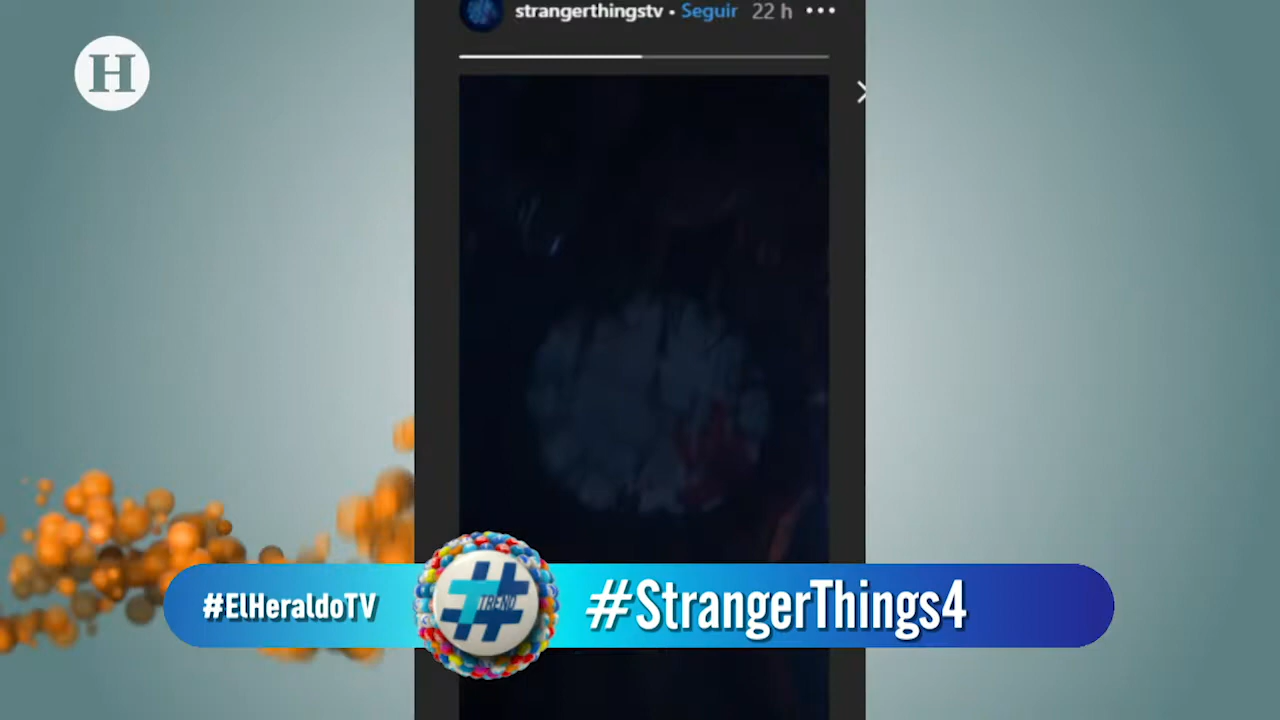 strangerthingstv • Seguir 22 h •••
H
#ElHeraldoTV
TREND
#StrangerThings4